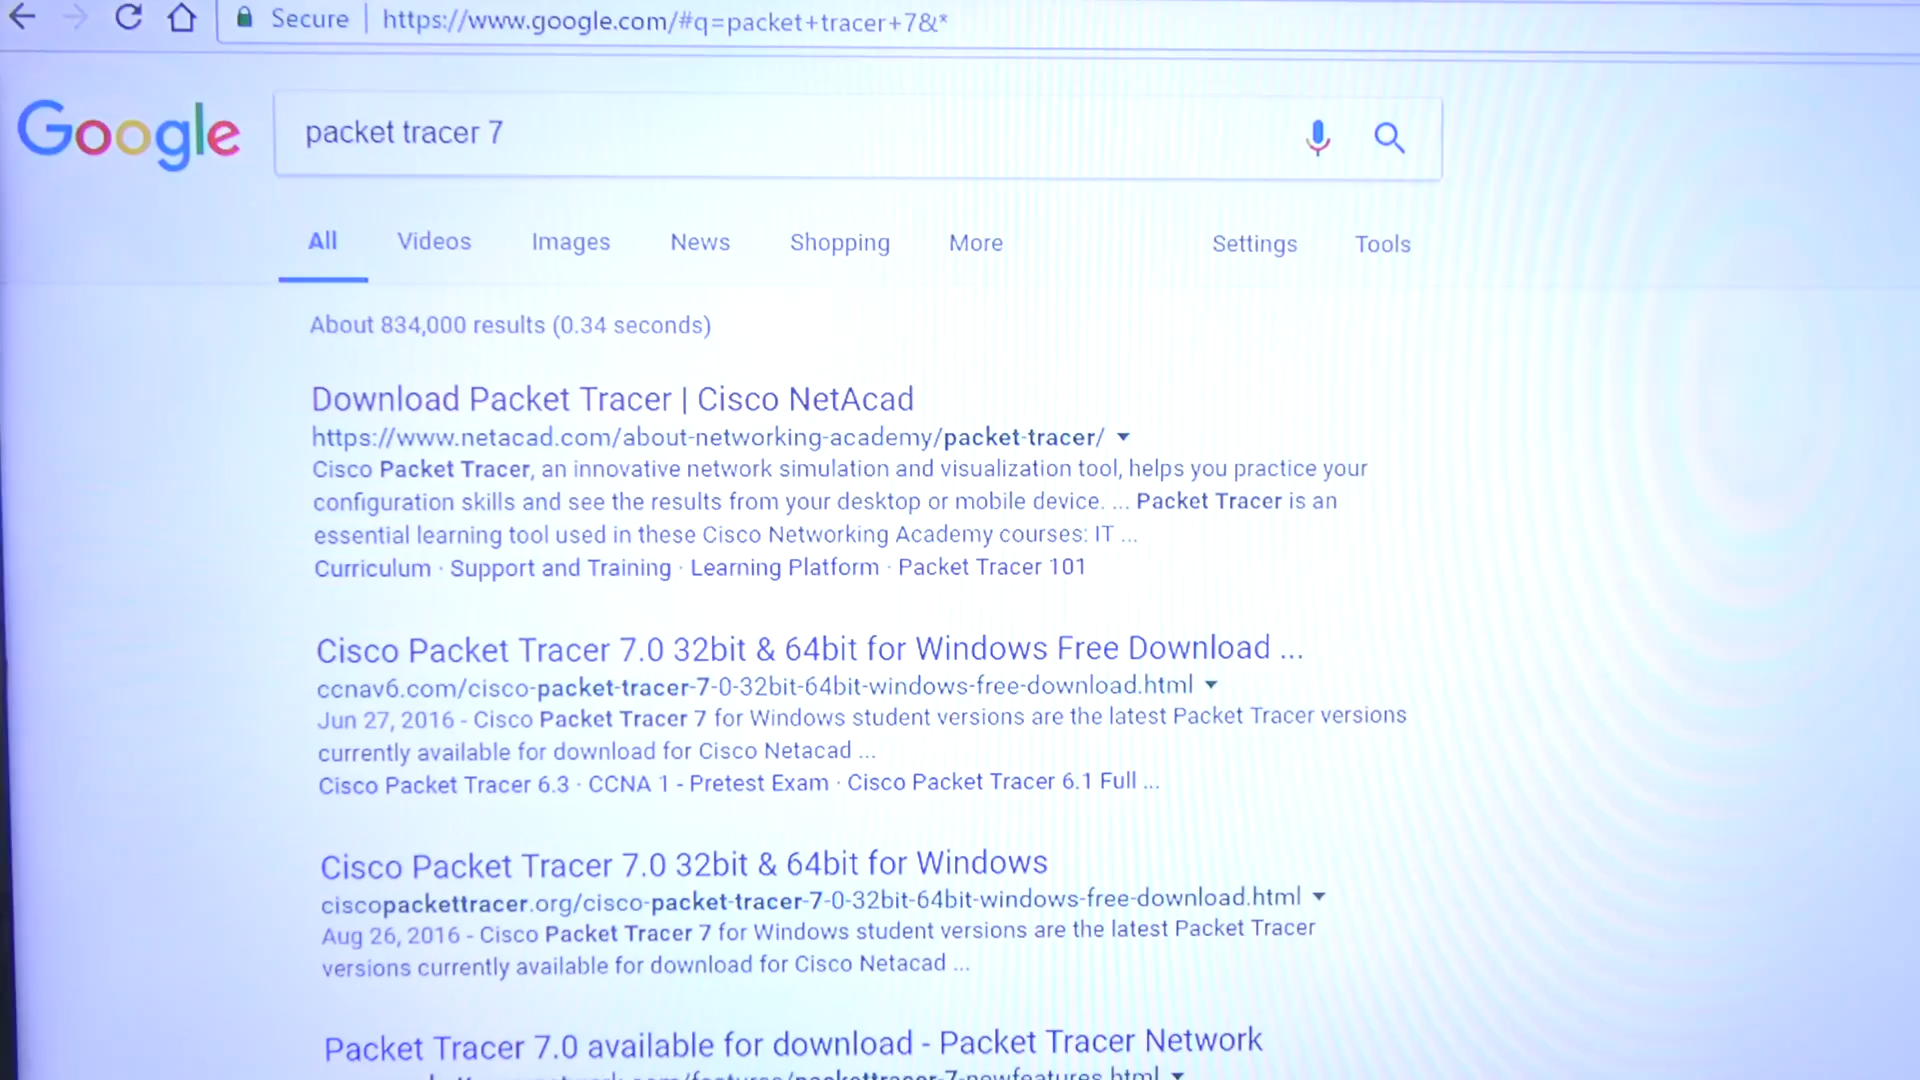 Secure https://www.google.com/#q=packet+tracer+7&*
Google packet tracer 7
All Videos Images News Shopping More Settings Tools
About 834,000 results (0.34 seconds)
Download Packet Tracer | Cisco NetAcad
https://www.netacad.com/about-networking-academy/packet-tracer/
Cisco Packet Tracer, an innovative network simulation and visualization tool, helps you practice your
configuration skills and see the results from your desktop or mobile device. ... Packet Tracer is an
essential learning tool used in these Cisco Networking Academy courses: IT ...
Curriculum · Support and Training · Learning Platform · Packet Tracer 101
Cisco Packet Tracer 7.0 32bit & 64bit for Windows Free Download ...
ccnav6.com/cisco-packet-tracer-7-0-32bit-64bit-windows-free-download.html
Jun 27, 2016 - Cisco Packet Tracer 7 for Windows student versions are the latest Packet Tracer versions
currently available for download for Cisco Netacad ...
Cisco Packet Tracer 6.3 · CCNA 1 - Pretest Exam · Cisco Packet Tracer 6.1 Full ...
Cisco Packet Tracer 7.0 32bit & 64bit for Windows
ciscopackettracer.org/cisco-packet-tracer-7-0-32bit-64bit-windows-free-download.html
Aug 26, 2016 - Cisco Packet Tracer 7 for Windows student versions are the latest Packet Tracer
versions currently available for download for Cisco Netacad ...
Packet Tracer 7.0 available for download - Packet Tracer Network